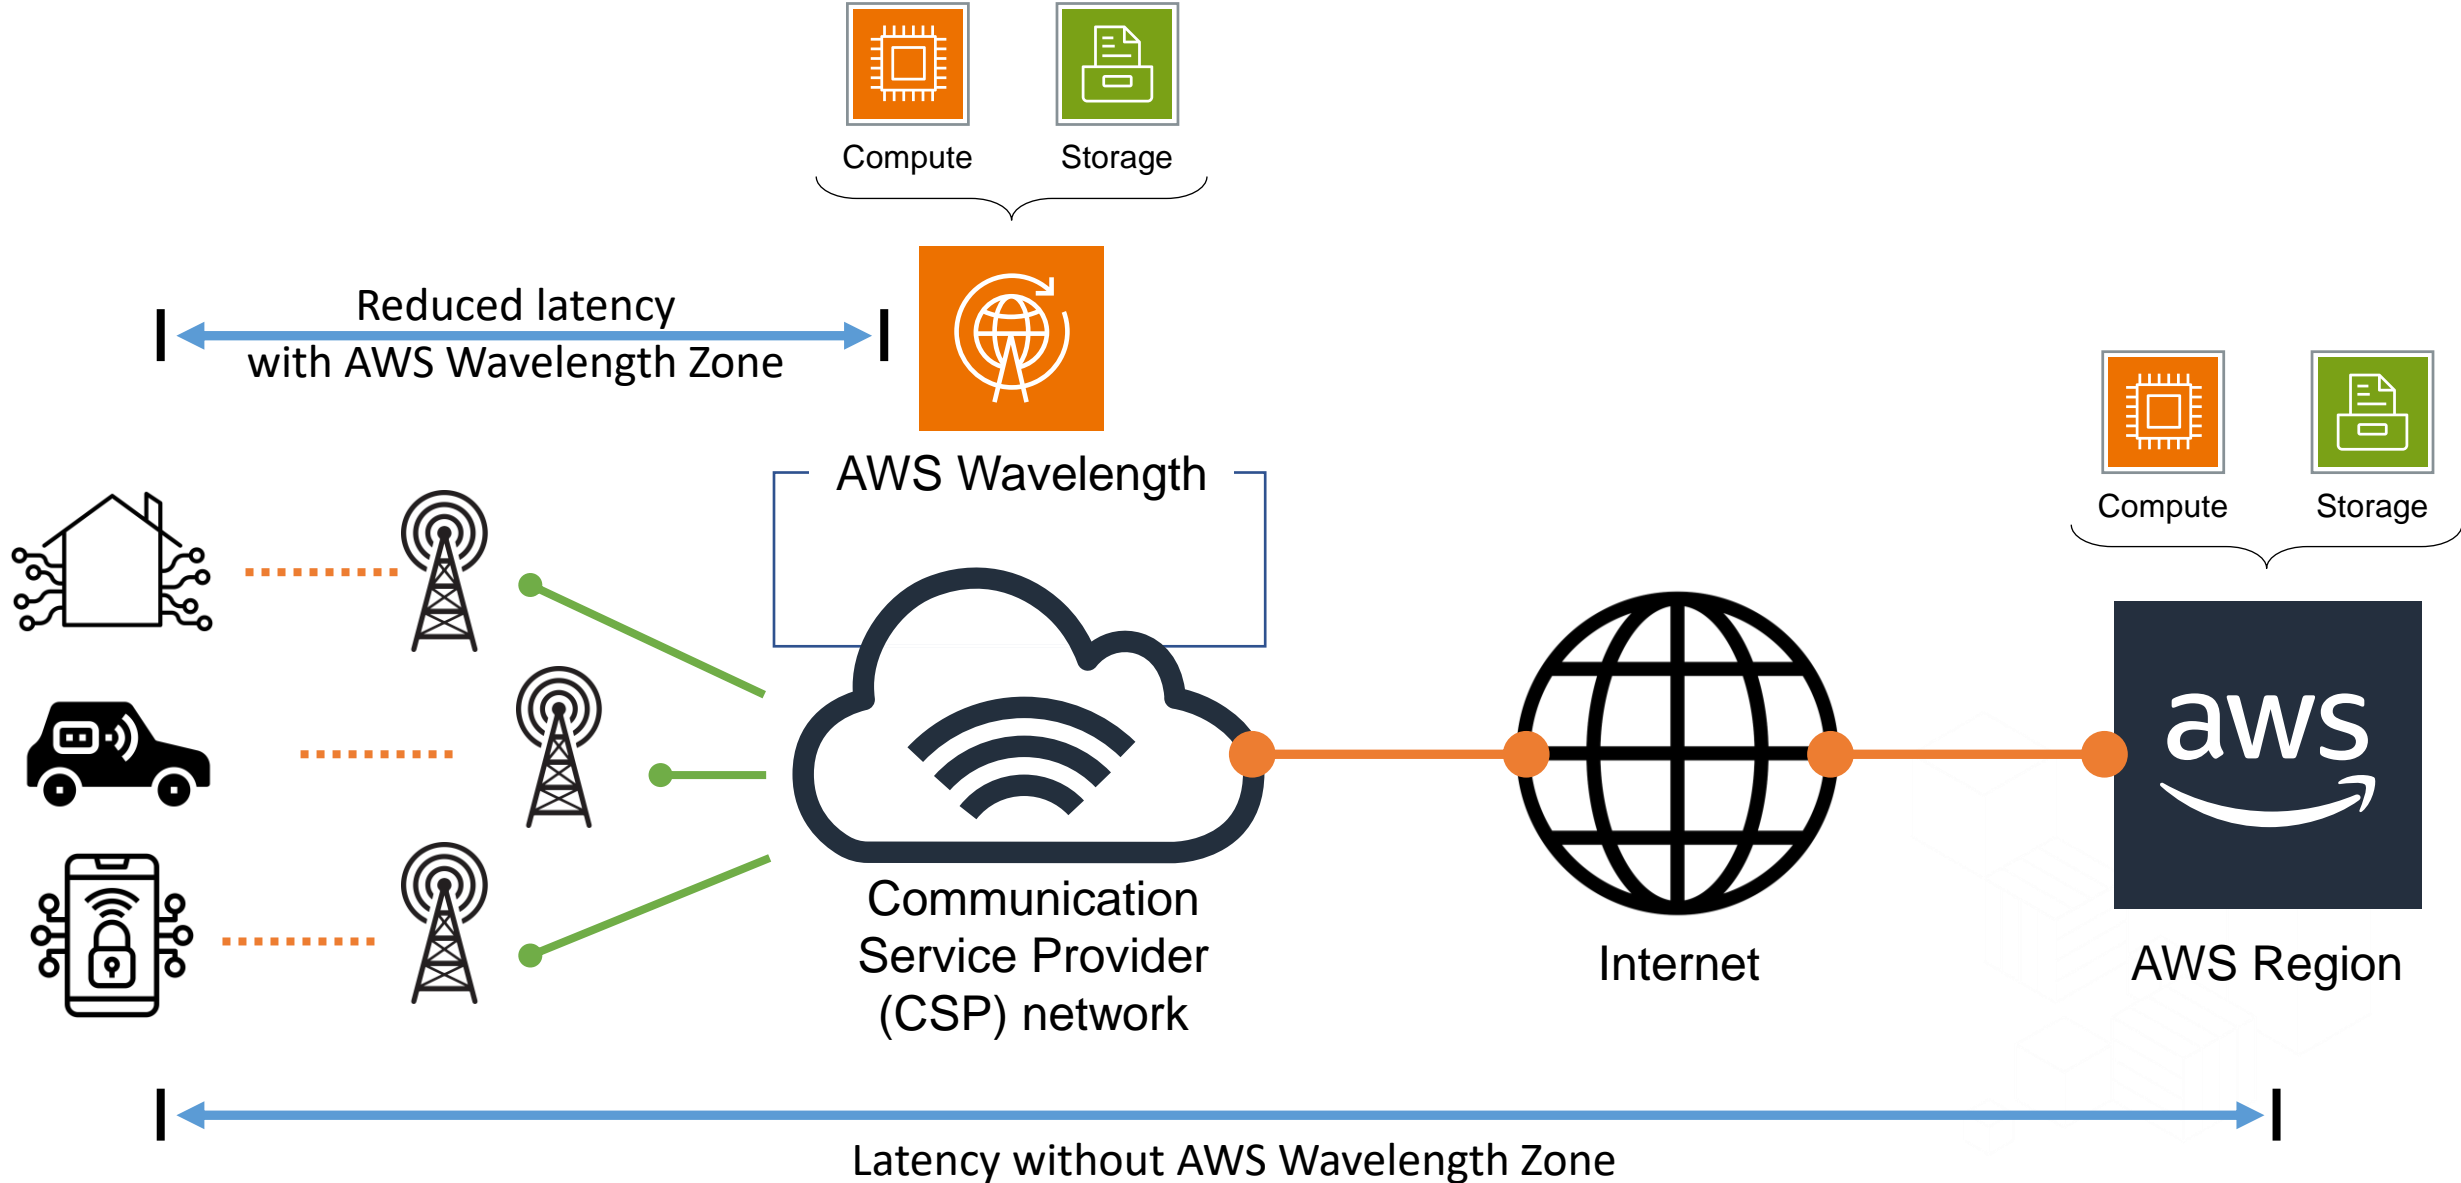 Compute
Storage
Reduced latency
with AWS Wavelength Zone
AWS Wavelength
Compute
Storage
aws
Communication
Service Provider
(CSP) network
Internet
AWS Region
Latency without AWS Wavelength Zone